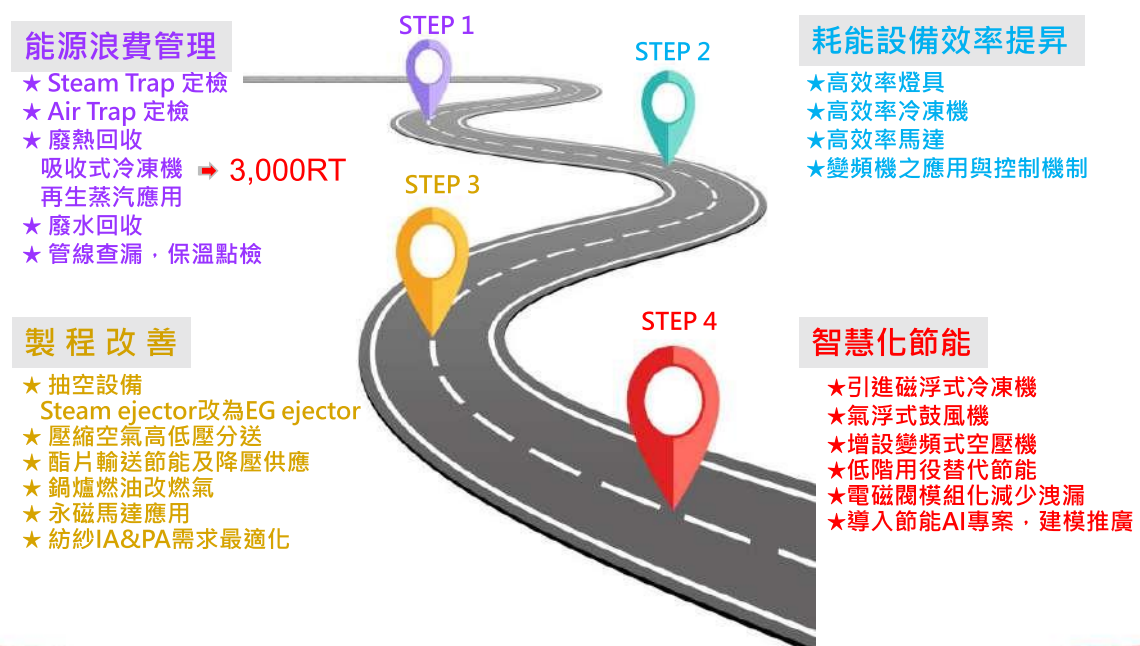 STEP 1
能源浪費管理
★ Steam Trap 定檢
★ Air Trap 定檢
★ 廢熱回收
吸收式冷凍機 ➡ 3,000RT
再生蒸汽應用
★ 廢水回收
★ 管線查漏，保溫點檢
STEP 2
耗能設備效率提昇
★高效率燈具
★高效率冷凍機
★高效率馬達
★變頻機之應用與控制機制
STEP 3
製程改善
★ 抽空設備
Steam ejector改為EG ejector
★ 壓縮空氣高低壓分送
★ 酯片輸送節能及降壓供應
★ 鍋爐燃油改燃氣
★ 永磁馬達應用
★ 紡紗IA&PA需求最適化
STEP 4
智慧化節能
★引進磁浮式冷凍機
★氣浮式鼓風機
★增設變頻式空壓機
★低階用役替代節能
★電磁閥模組化減少洩漏
★導入節能AI專案，建模推廣